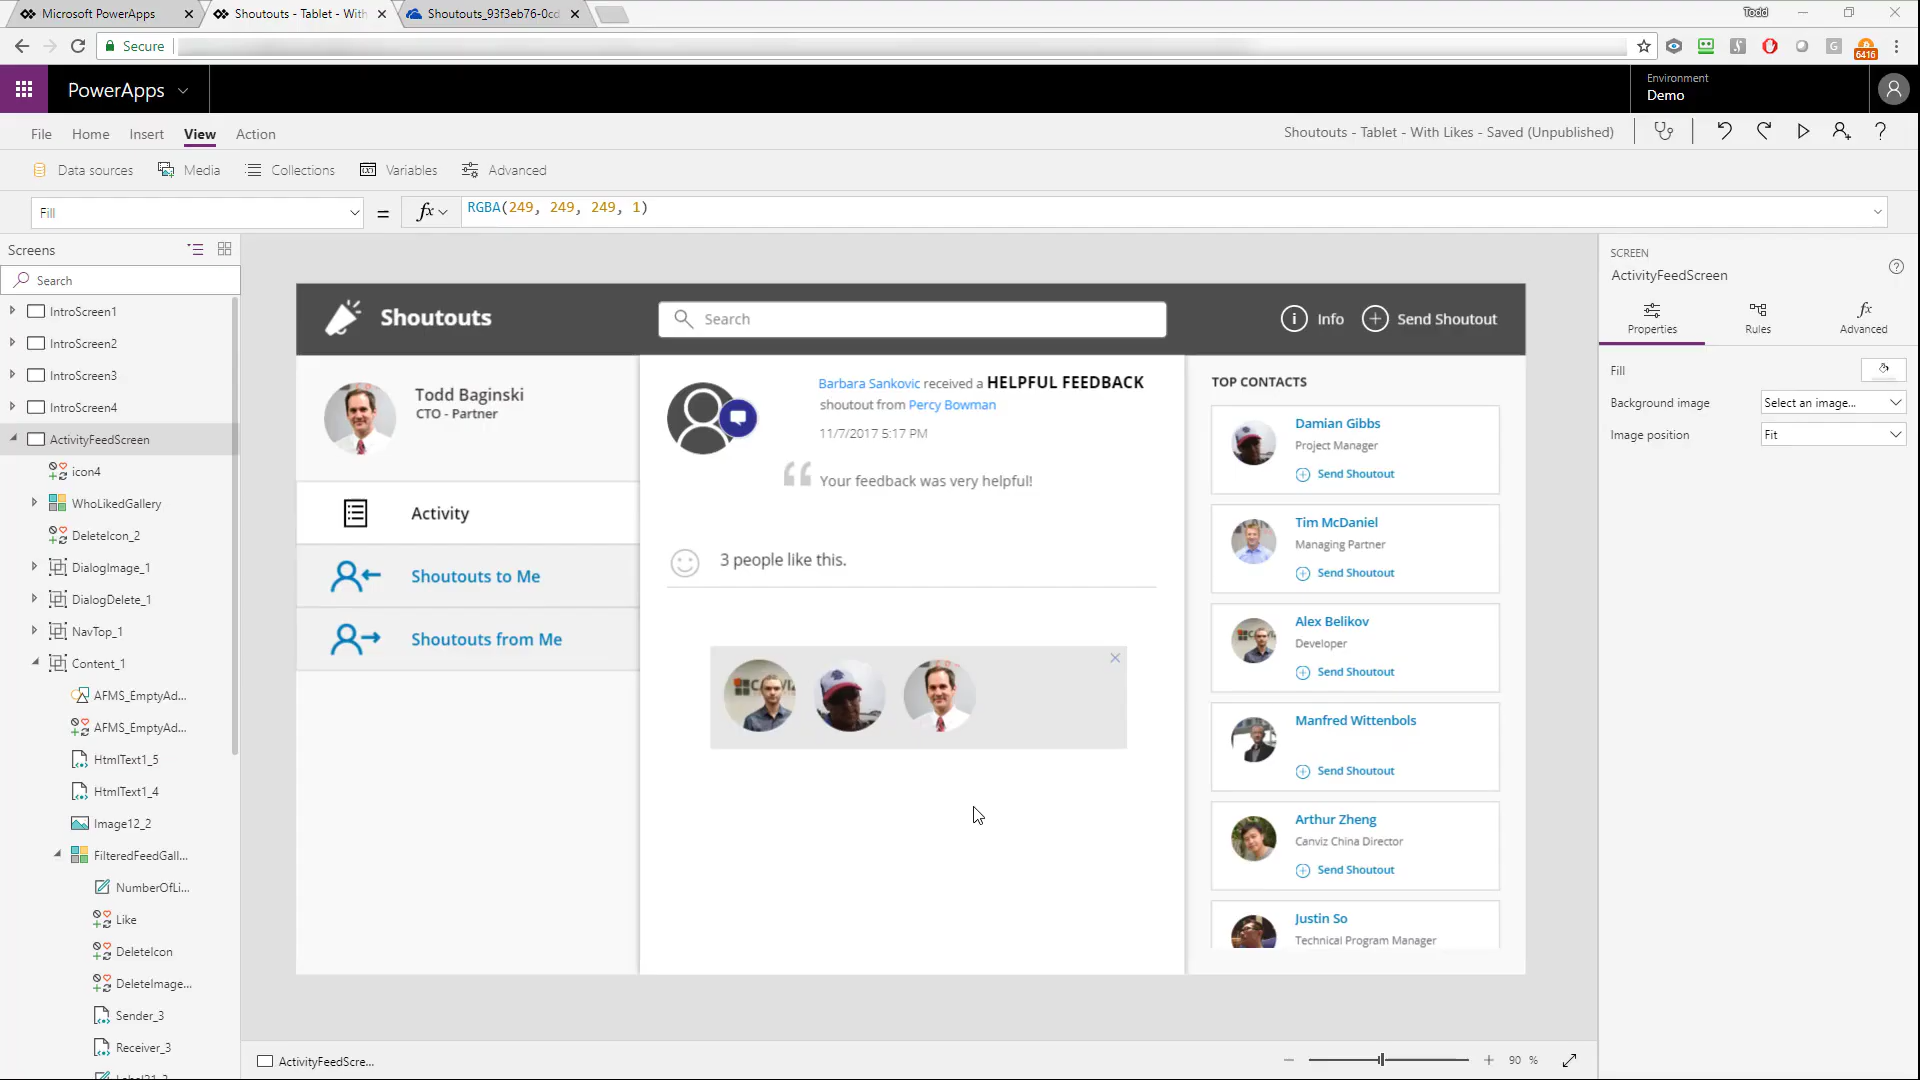 Microsoft PowerApps
Shoutouts - Tablet - With
Shoutouts_93f3eb76-0cd
Todd
Secure
6416
PowerApps
Environment
Demo
File Home Insert View Action
Shoutouts - Tablet - With Likes - Saved (Unpublished)
Data sources Media Collections Variables Advanced
Fill
= fx RGBA(249, 249, 249, 1)
Screens
Search
IntroScreen1
IntroScreen2
IntroScreen3
IntroScreen4
ActivityFeedScreen
icon4
WhoLikedGallery
DeleteIcon_2
DialogImage_1
DialogDelete_1
NavTop_1
Content_1
AFMS_EmptyAd...
AFMS_EmptyAd...
HtmlText1_5
HtmlText1_4
Image12_2
FilteredFeedGall...
NumberOfLi...
Like
DeleteIcon
DeleteImage...
Sender_3
Receiver_3
Shoutouts
Search
Info
Send Shoutout
Todd Baginski
CTO - Partner
Activity
Shoutouts to Me
Shoutouts from Me
Barbara Sankovic received a HELPFUL FEEDBACK
shoutout from Percy Bowman
11/7/2017 5:17 PM
“ Your feedback was very helpful!
3 people like this.
TOP CONTACTS
Damian Gibbs
Project Manager
Send Shoutout
Tim McDaniel
Managing Partner
Send Shoutout
Alex Belikov
Developer
Send Shoutout
Manfred Wittenbols
Send Shoutout
Arthur Zheng
Canviz China Director
Send Shoutout
Justin So
Technical Program Manager
SCREEN
ActivityFeedScreen
Properties Rules Advanced
Fill
Background image Select an image...
Image position Fit
ActivityFeedScre...
90 %